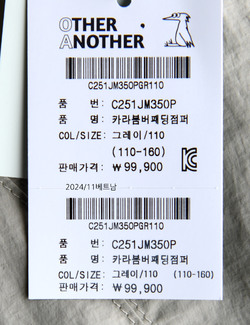 OTHER
ANOTHER
C251JM350PGR110
품 번: C251JM350P
품 명: 카라봄버패딩점퍼
COL/SIZE: 그레이/110
(110-160)
판매가격: ₩99,900
2024/11베트남
C251JM350PGR110
품 번: C251JM350P
품 명: 카라봄버패딩점퍼
COL/SIZE: 그레이/110 (110-160)
판매가격: ₩99,900